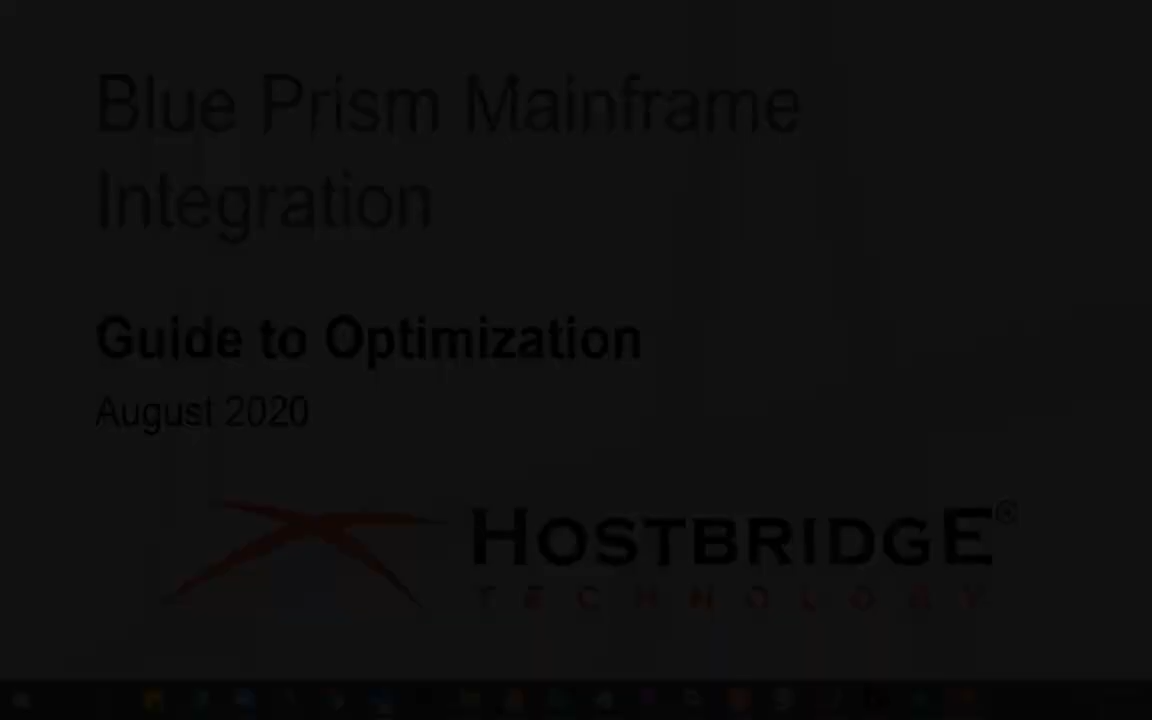 Blue Prism Mainframe
Integration
Guide to Optimization
August 2020
HOSTBRIDGE®
TECHNOLOGY